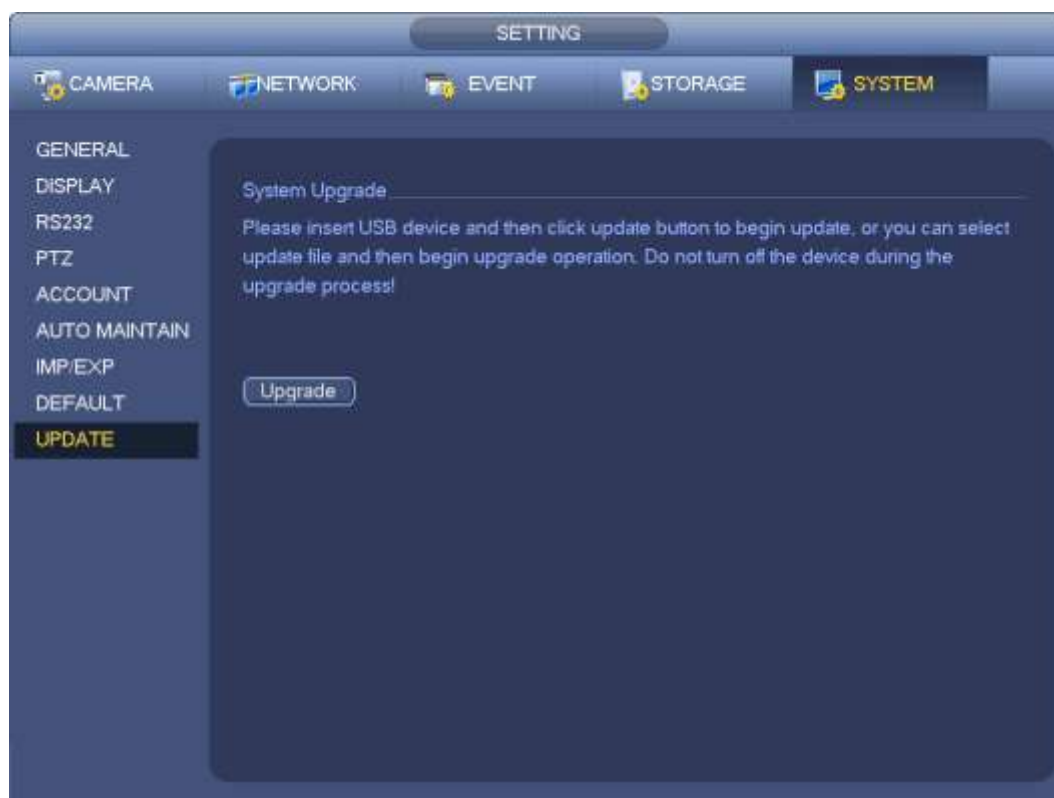 SETTING
CAMERA NETWORK EVENT STORAGE SYSTEM
GENERAL
DISPLAY
RS232
PTZ
ACCOUNT
AUTO MAINTAIN
IMP/EXP
DEFAULT
UPDATE
System Upgrade
Please insert USB device and then click update button to begin update, or you can select
update file and then begin upgrade operation. Do not turn off the device during the
upgrade process!
Upgrade